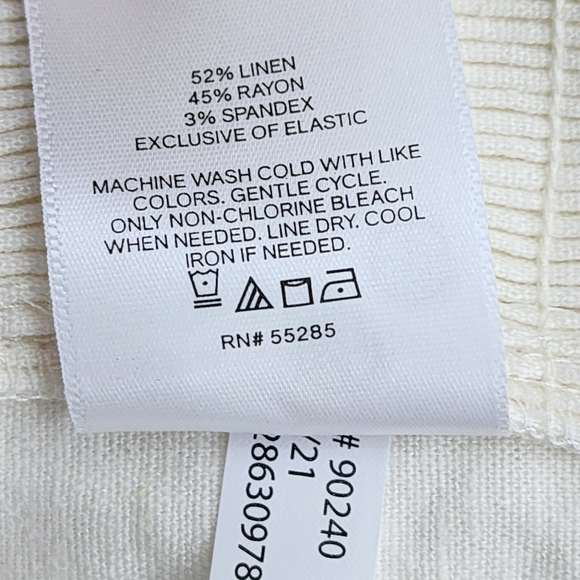 52% LINEN
45% RAYON
3% SPANDEX
EXCLUSIVE OF ELASTIC
MACHINE WASH COLD WITH LIKE
COLORS. GENTLE CYCLE.
ONLY NON-CHLORINE BLEACH
WHEN NEEDED. LINE DRY. COOL
IRON IF NEEDED.
RN# 55285
# 90240
/21
28630978